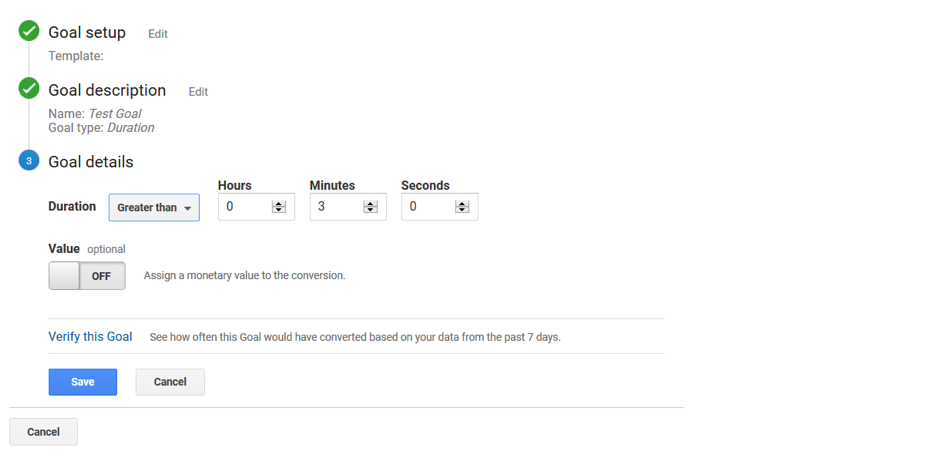 Goal setup Edit
Template:
Goal description Edit
Name: Test Goal
Goal type: Duration
3 Goal details
Hours Minutes Seconds
Duration Greater than 0 3 0
Value optional
OFF Assign a monetary value to the conversion.
Verify this Goal See how often this Goal would have converted based on your data from the past 7 days.
Save Cancel
Cancel